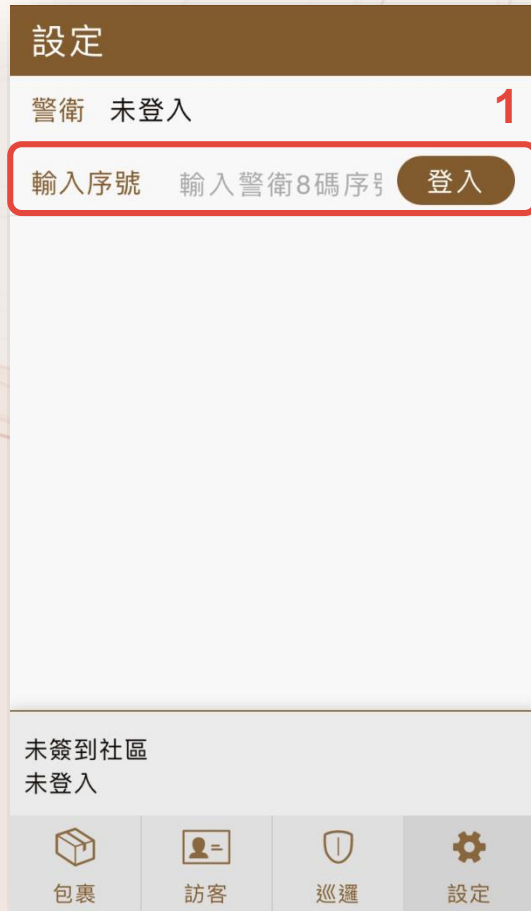 設定
警衛 未登入 1
輸入序號 輸入警衛8碼序 登入
未簽到社區
未登入
包裹 訪客 巡邏 設定